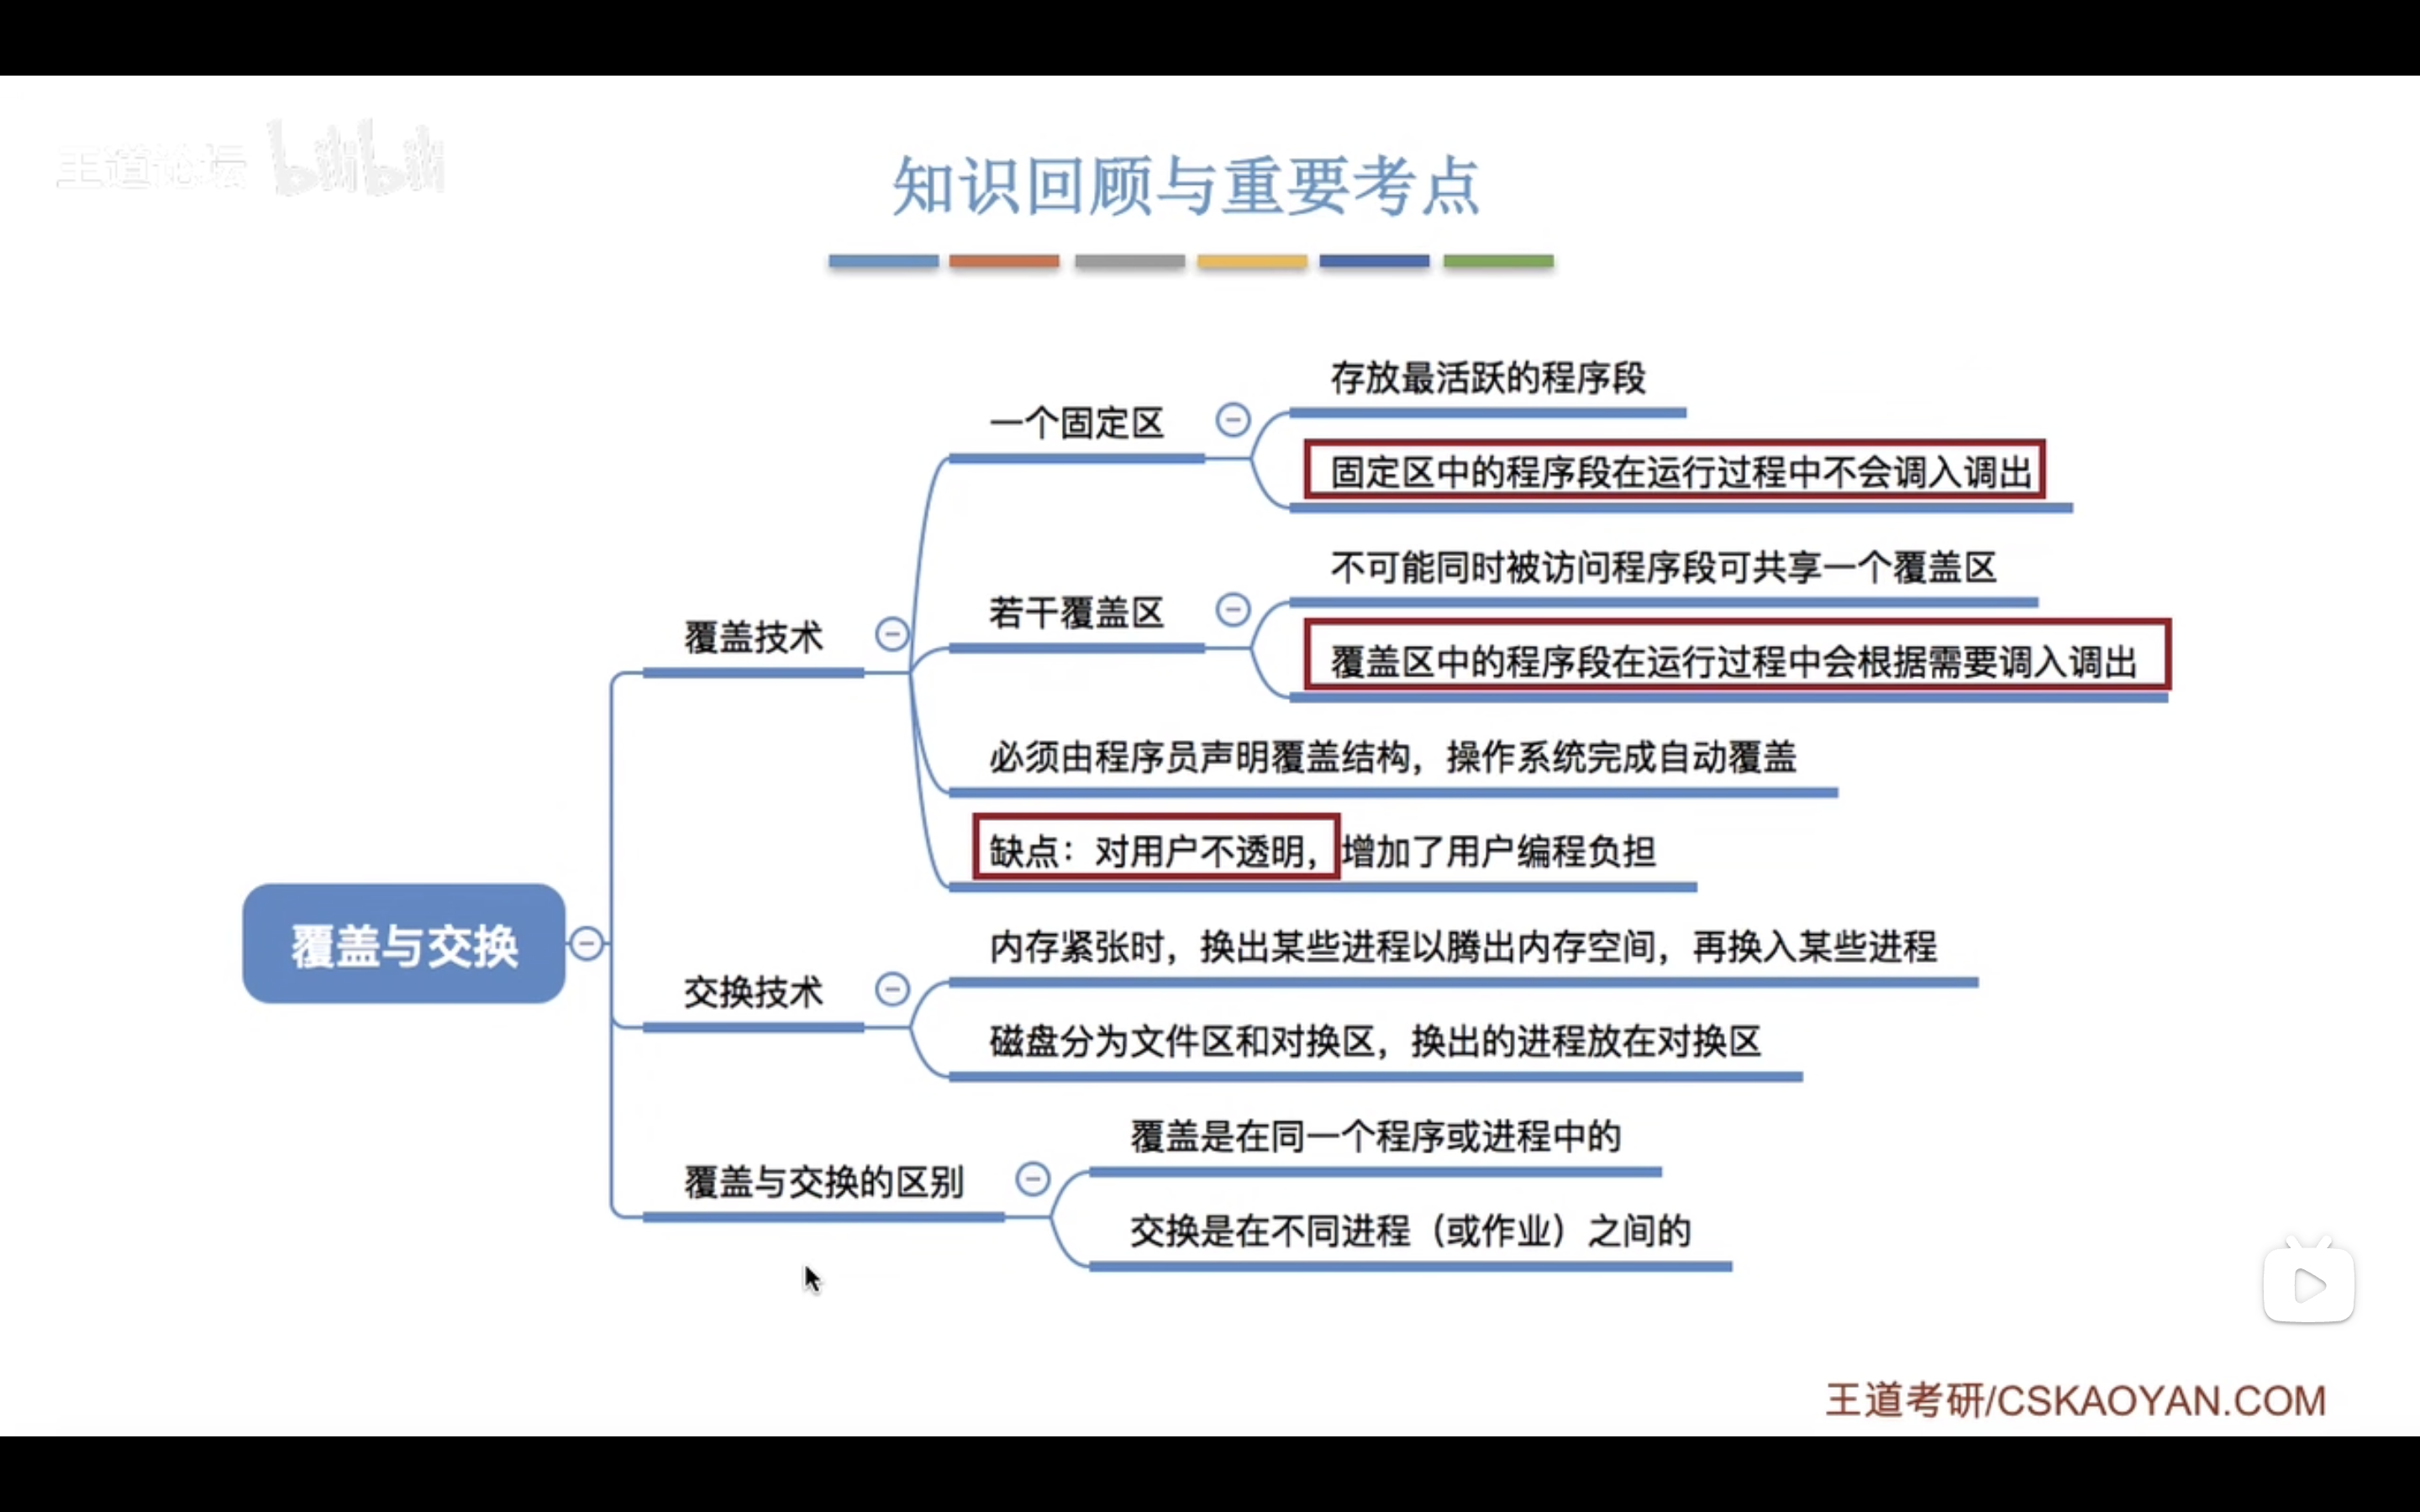 王道论坛 bilibili
知识回顾与重要考点
存放最活跃的程序段
一个固定区
固定区中的程序段在运行过程中不会调入调出
不可能同时被访问程序段可共享一个覆盖区
若干覆盖区
覆盖技术
覆盖区中的程序段在运行过程中会根据需要调入调出
必须由程序员声明覆盖结构，操作系统完成自动覆盖
缺点：对用户不透明，增加了用户编程负担
覆盖与交换
内存紧张时，换出某些进程以腾出内存空间，再换入某些进程
交换技术
磁盘分为文件区和对换区，换出的进程放在对换区
覆盖是在同一个程序或进程中的
覆盖与交换的区别
交换是在不同进程（或作业）之间的
王道考研/CSKAOYAN.COM